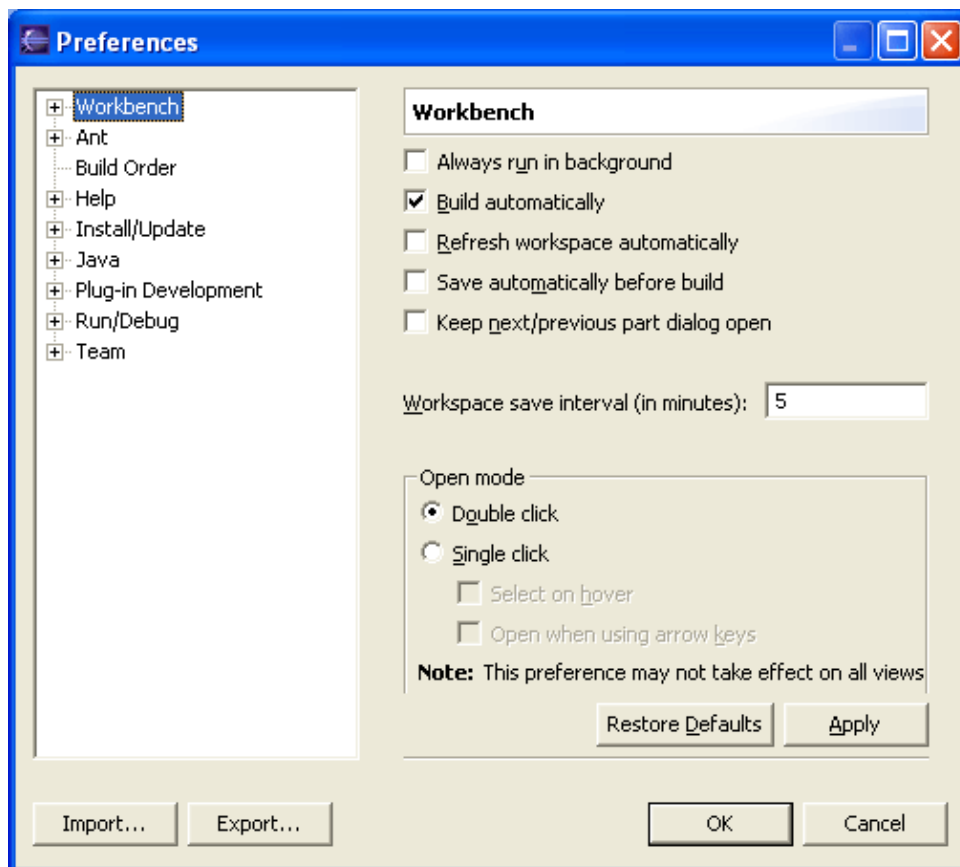 Preferences
Workbench
Ant
Build Order
Help
Install/Update
Java
Plug-in Development
Run/Debug
Team
Workbench
Always run in background
Build automatically
Refresh workspace automatically
Save automatically before build
Keep next/previous part dialog open
Workspace save interval (in minutes): 5
Open mode
Double click
Single click
Select on hover
Open when using arrow keys
Note: This preference may not take effect on all views
Restore Defaults Apply
Import... Export... OK Cancel